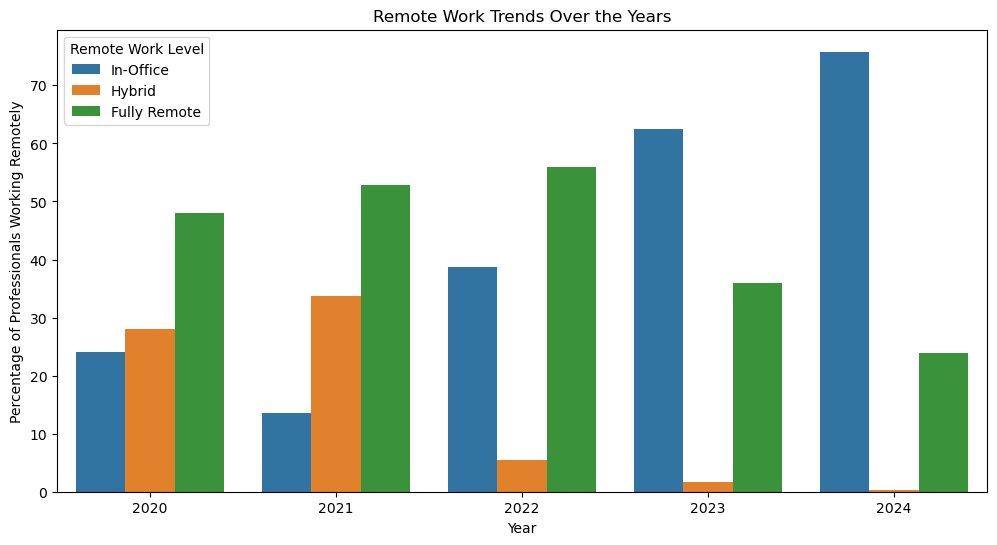 Remote Work Trends Over the Years
Percentage of Professionals Working Remotely
70
60
50
40
30
20
10
0
Remote Work Level
In-Office
Hybrid
Fully Remote
2020 2021 2022 2023 2024
Year